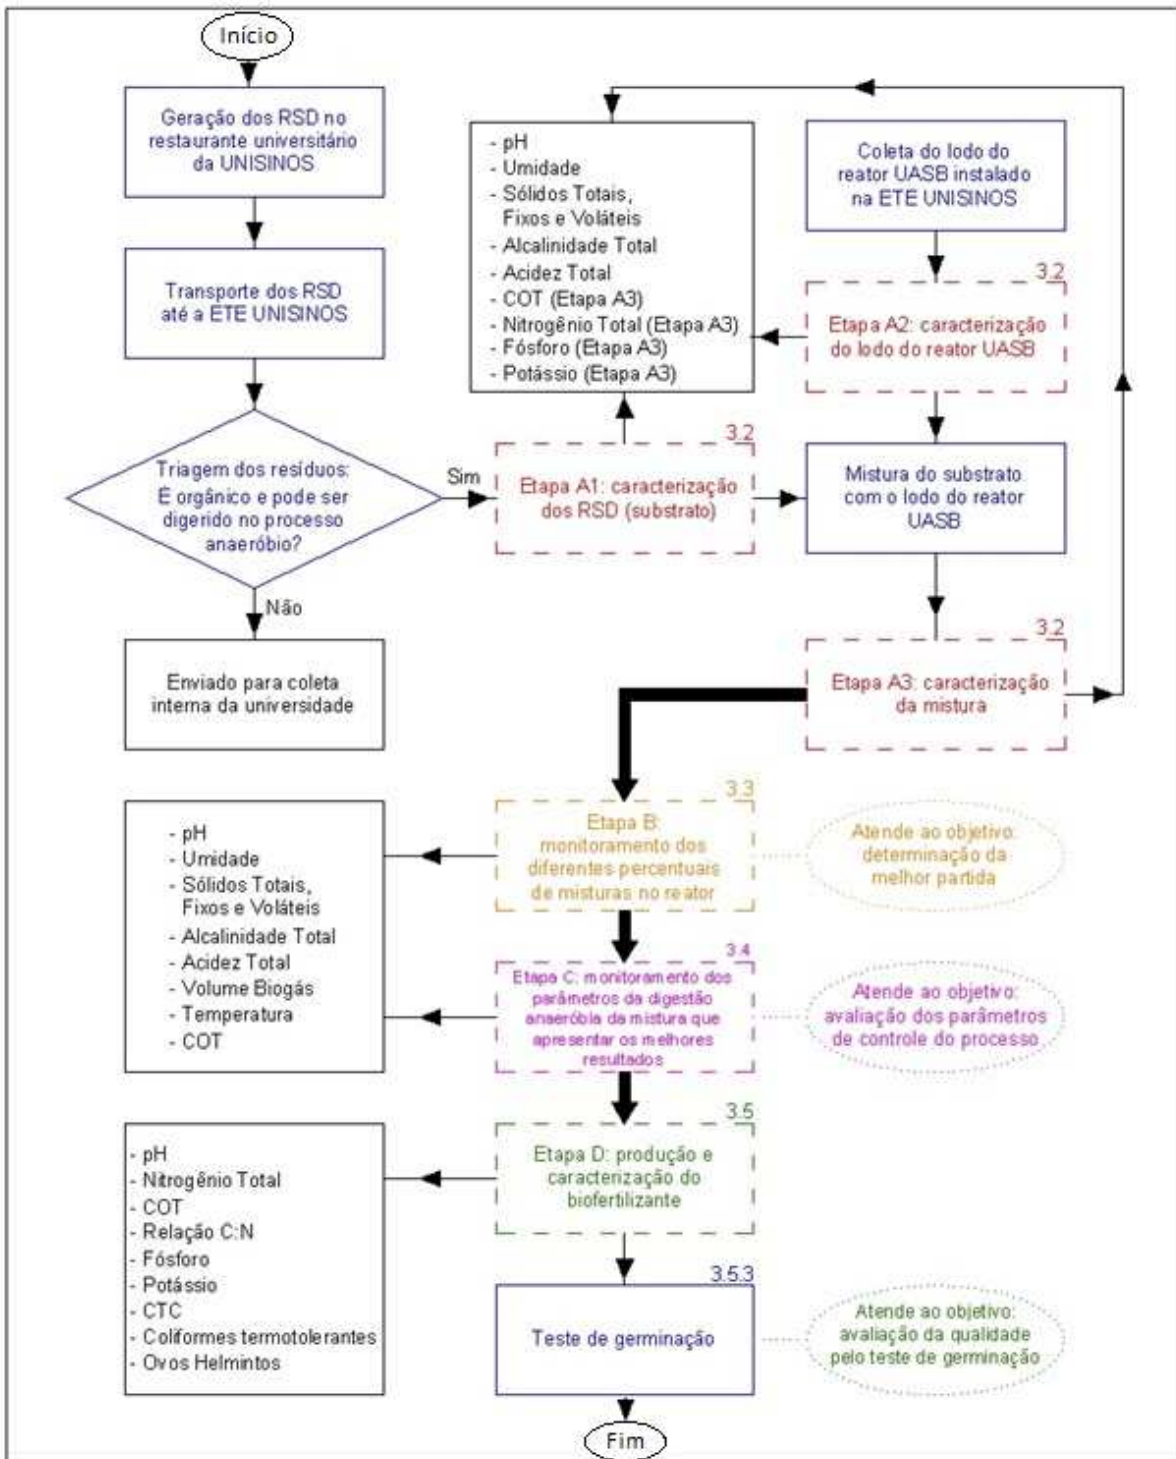 Início
Geração dos RSD no
restaurante universitário
da UNISINOS
Transporte dos RSD
até a ETE UNISINOS
Triagem dos resíduos:
É orgânico e pode ser
digerido no processo
anaeróbio?
Sim
Não
Enviado para coleta
interna da universidade
- pH
- Umidade
- Sólidos Totais,
Fixos e Voláteis
- Alcalinidade Total
- Acidez Total
- COT (Etapa A3)
- Nitrogênio Total (Etapa A3)
- Fósforo (Etapa A3)
- Potássio (Etapa A3)
3.2
Etapa A1: caracterização
dos RSD (substrato)
Coleta do lodo do
reator UASB instalado
na ETE UNISINOS
3.2
Etapa A2: caracterização
do lodo do reator UASB
Mistura do substrato
com o lodo do reator
UASB
3.2
Etapa A3: caracterização
da mistura
3.3
Etapa B:
monitoramento dos
diferentes percentuais
de misturas no reator
Atende ao objetivo:
determinação da
melhor partida
- pH
- Umidade
- Sólidos Totais,
Fixos e Voláteis
- Alcalinidade Total
- Acidez Total
- Volume Biogás
- Temperatura
- COT
3.4
Etapa C: monitoramento dos
parâmetros da digestão
anaeróbia da mistura que
apresentar os melhores
resultados
Atende ao objetivo:
avaliação dos parâmetros
de controle do processo
3.5
Etapa D: produção e
caracterização do
biofertilizante
- pH
- Nitrogênio Total
- COT
- Relação C:N
- Fósforo
- Potássio
- CTC
- Coliformes termotolerantes
- Ovos Helmintos
3.5.3
Teste de germinação
Atende ao objetivo:
avaliação da qualidade
pelo teste de germinação
Fim